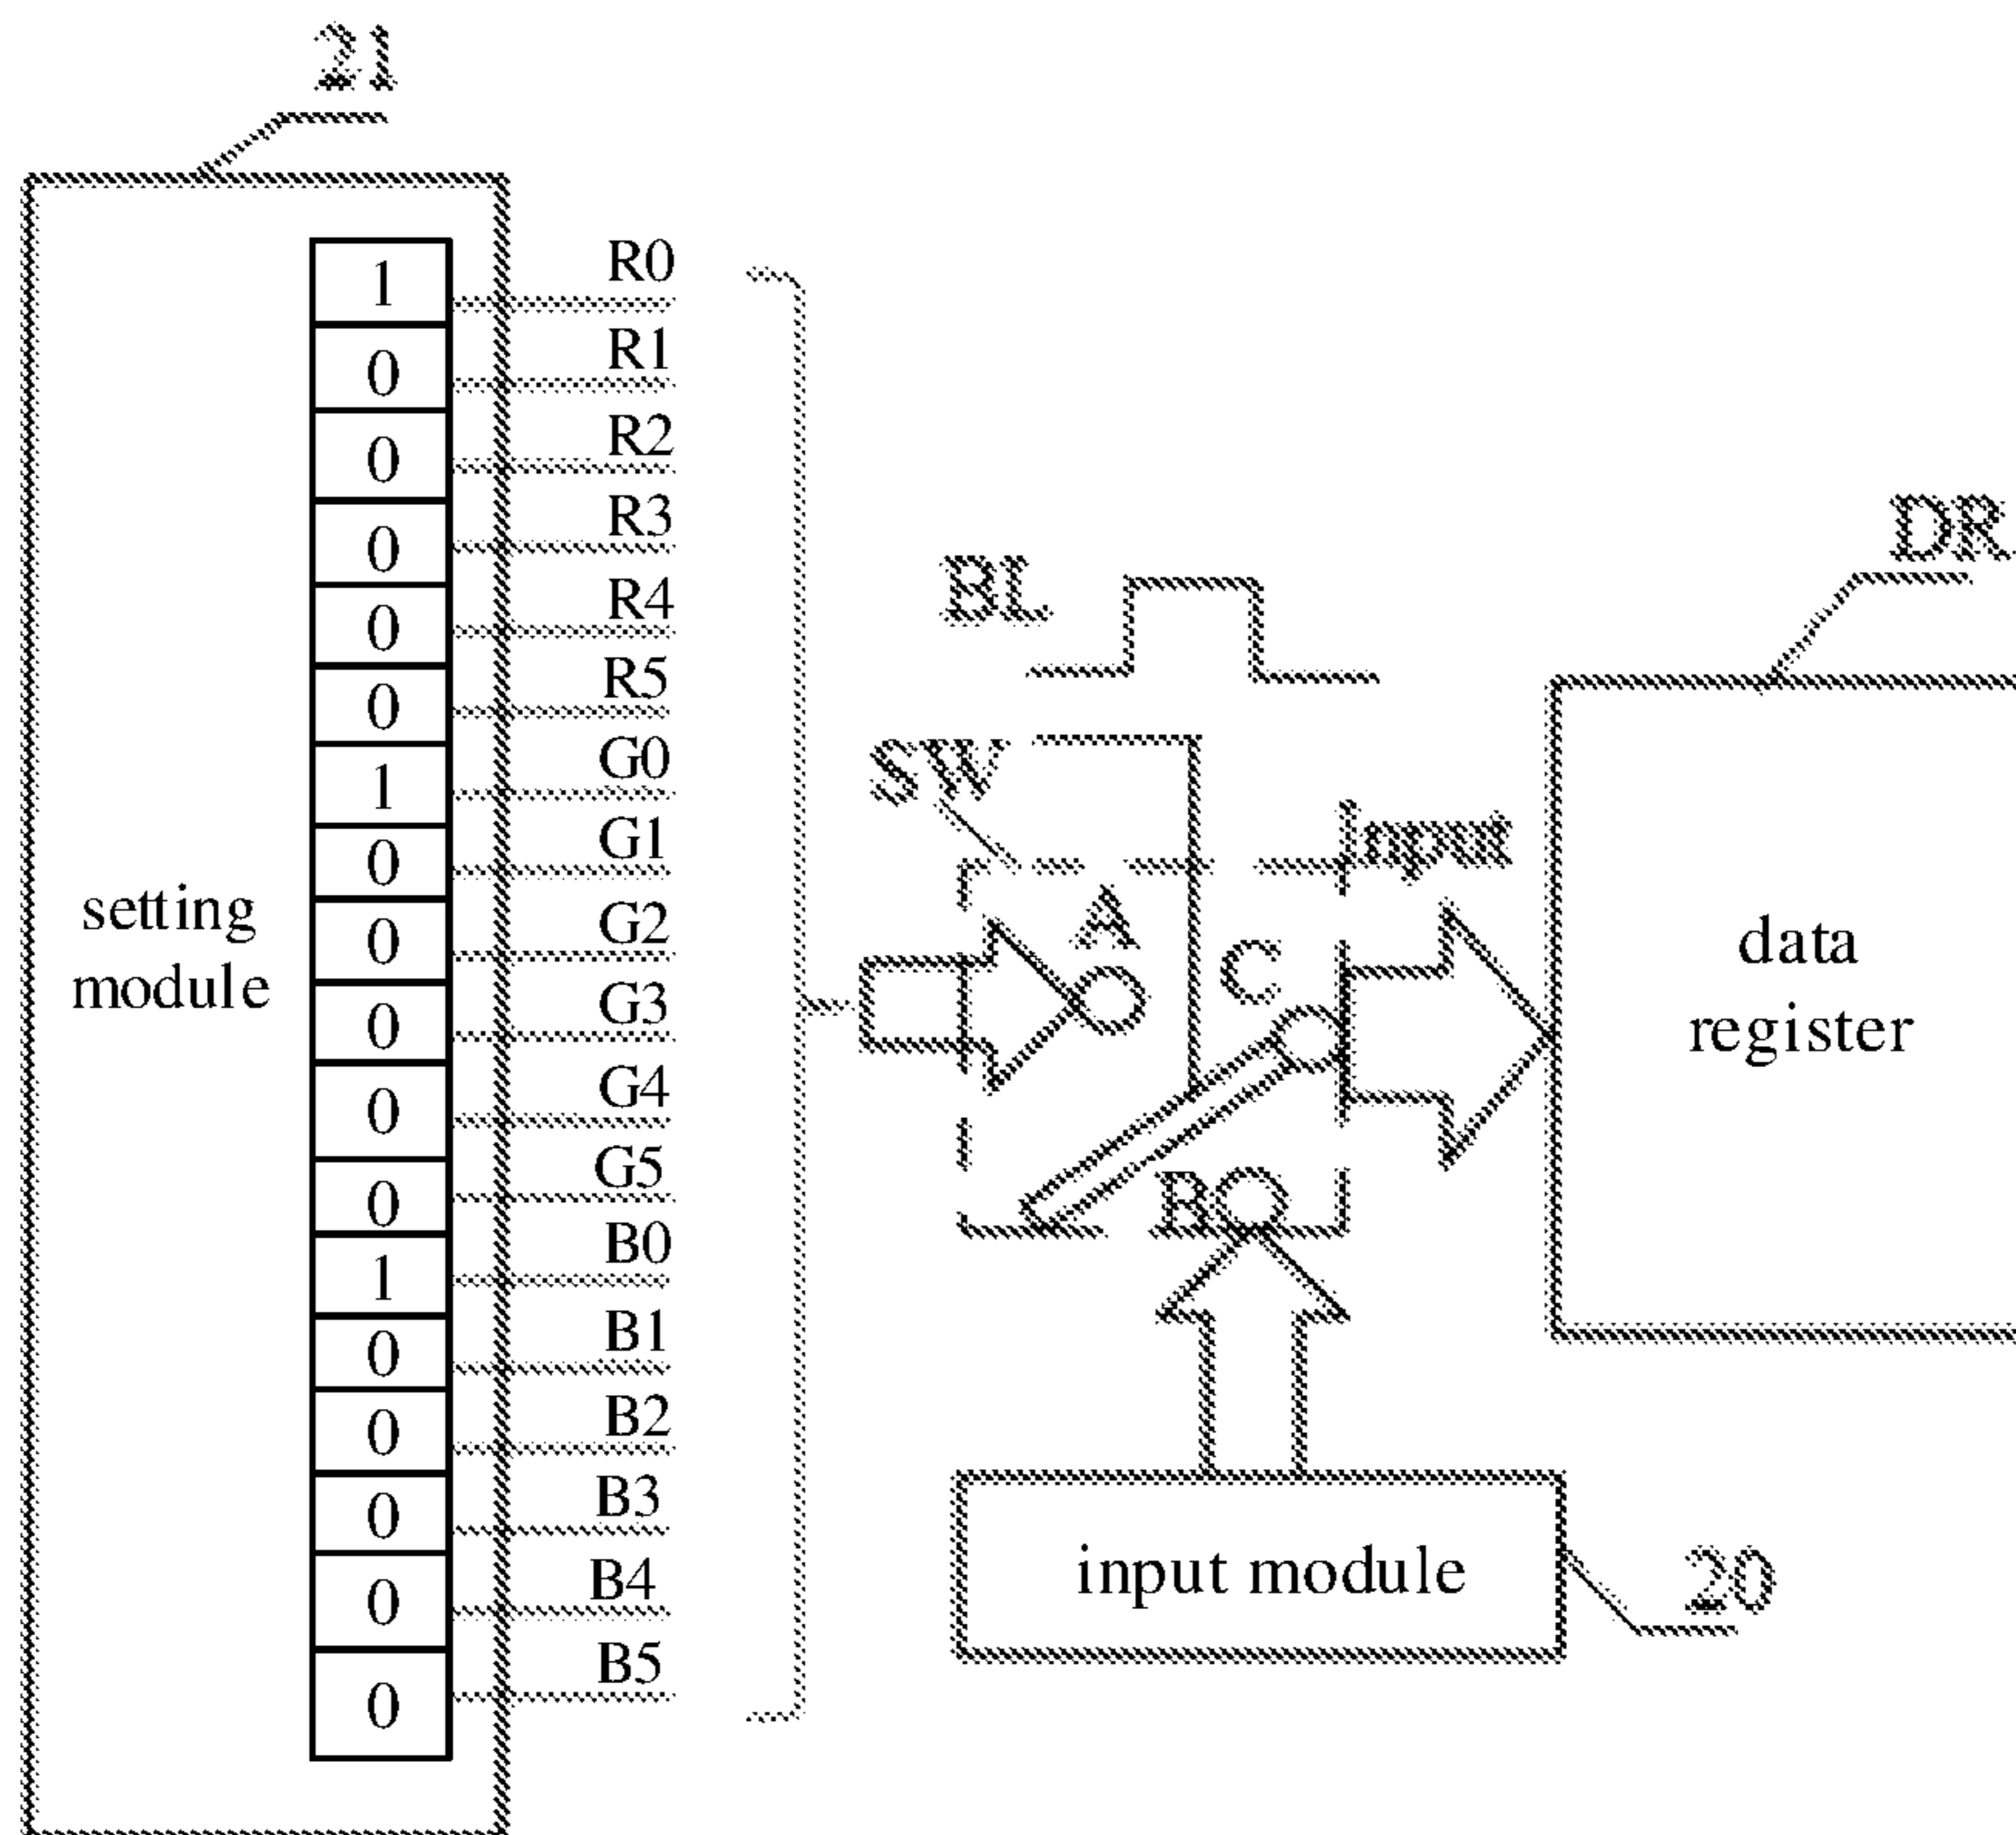 21
1 R0
0 R1
0 R2
0 R3
0 R4
0 R5
1 G0
0 G1
0 G2
0 G3
0 G4
0 G5
1 B0
0 B1
0 B2
0 B3
0 B4
0 B5
setting
module
BL
SW
A
C
B
Input
DR
data
register
input module
20